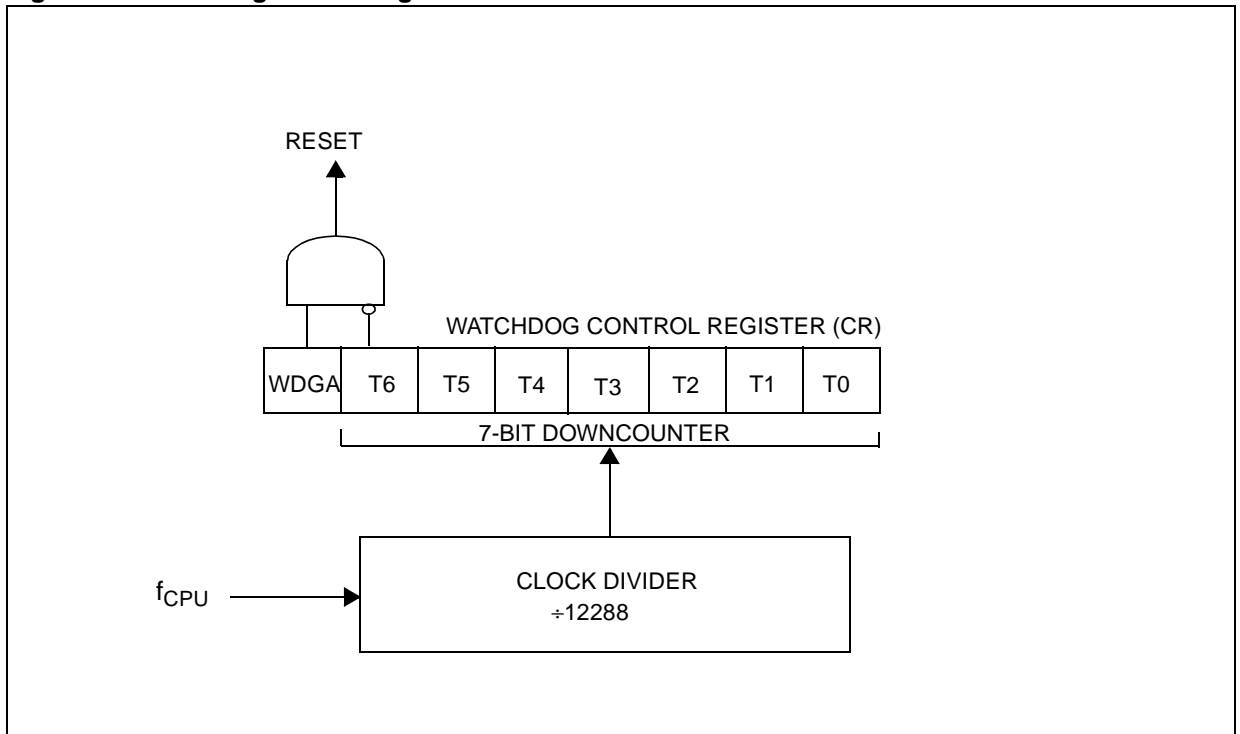 RESET
WATCHDOG CONTROL REGISTER (CR)
WDGA T6 T5 T4 T3 T2 T1 T0
7-BIT DOWNCOUNTER
fCPU
CLOCK DIVIDER
÷12288